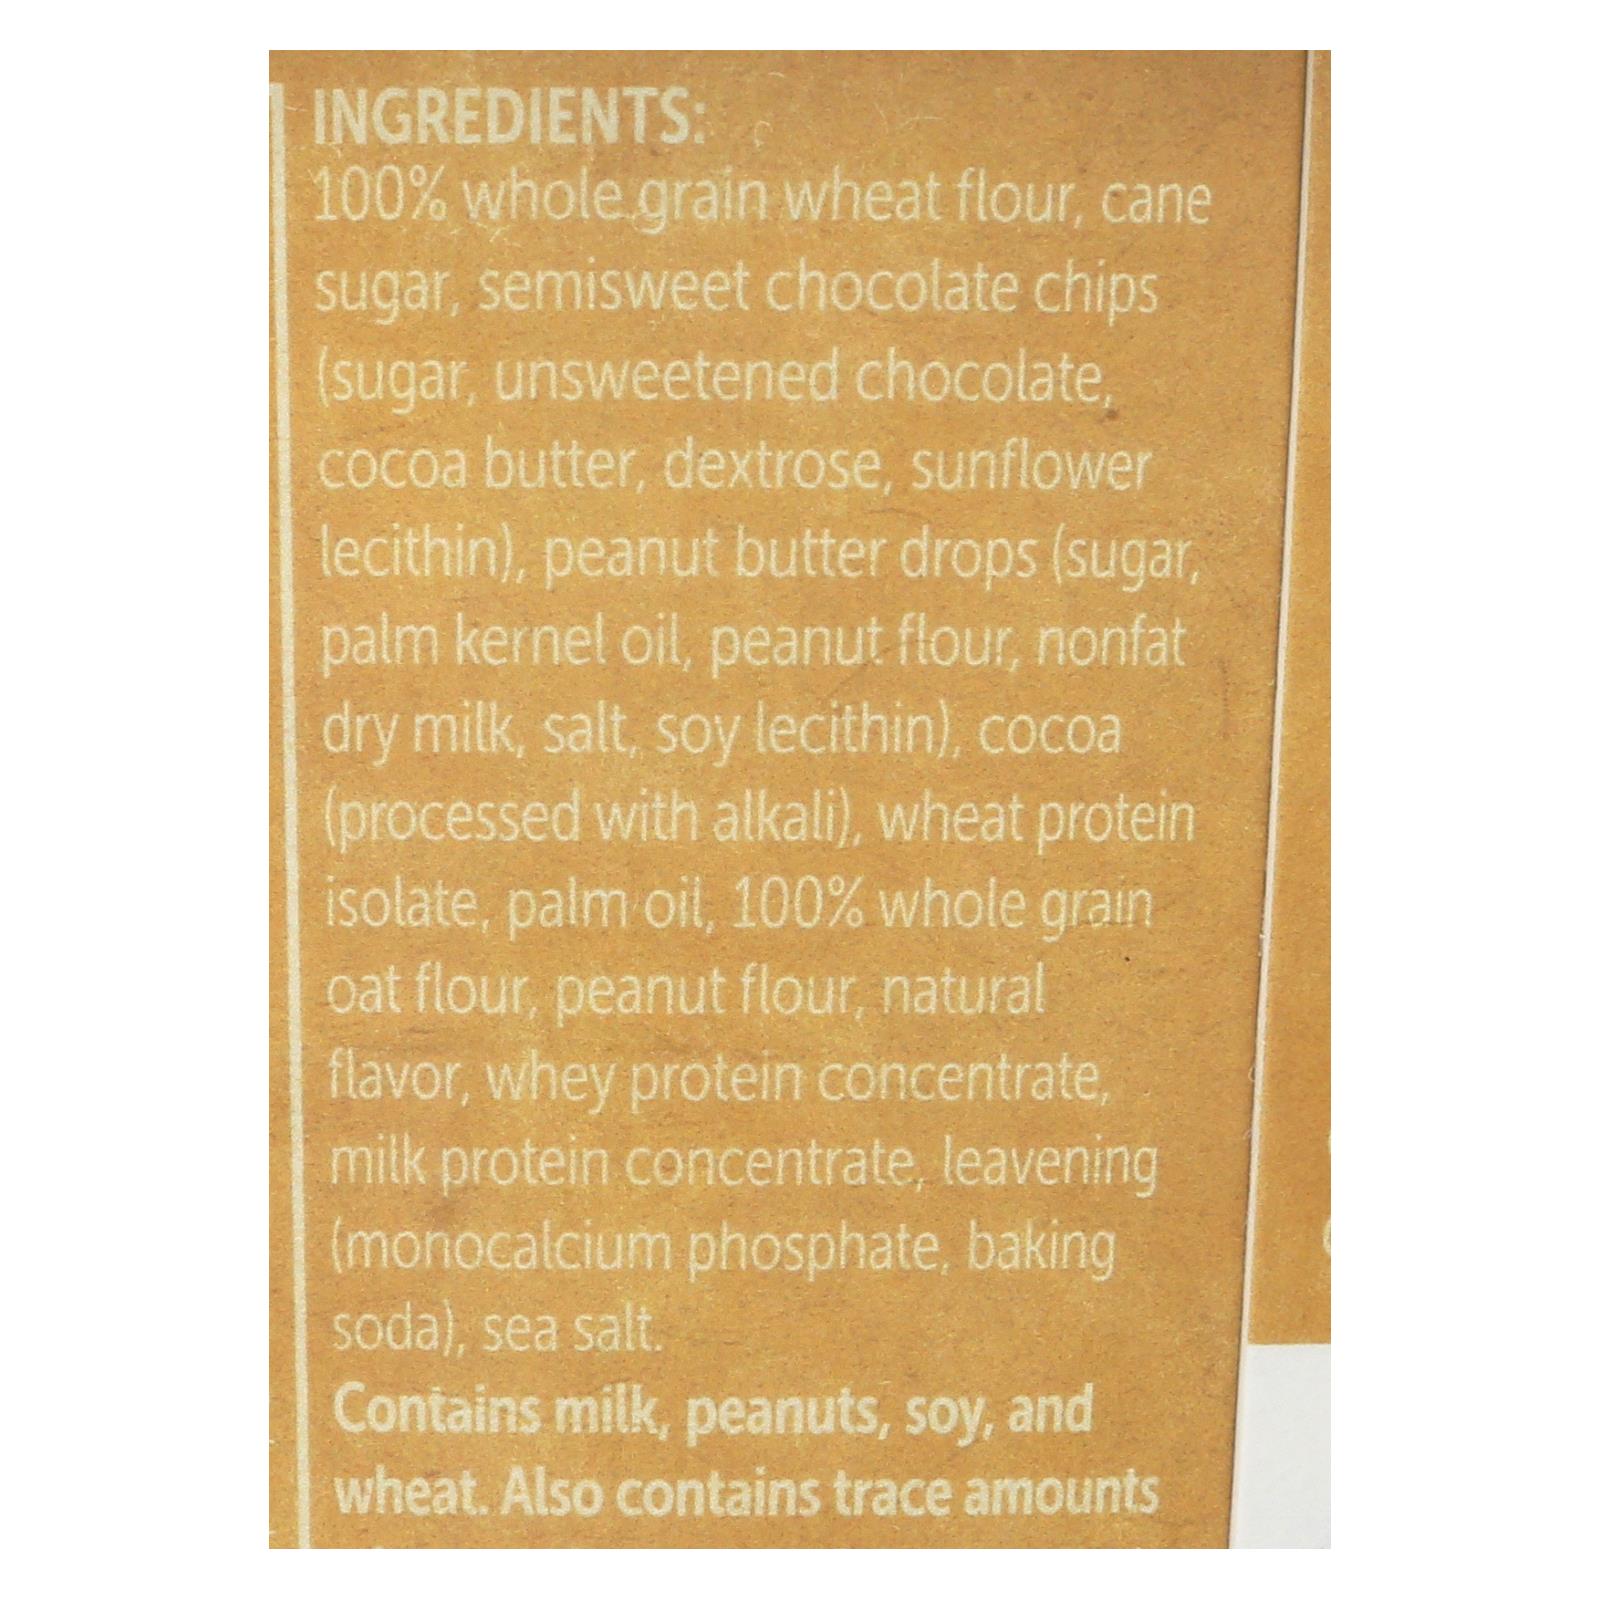 INGREDIENTS:
100% whole grain wheat flour, cane
sugar, semisweet chocolate chips
(sugar, unsweetened chocolate,
cocoa butter, dextrose, sunflower
lecithin), peanut butter drops (sugar,
palm kernel oil, peanut flour, nonfat
dry milk, salt, soy lecithin), cocoa
(processed with alkali), wheat protein
isolate, palm oil, 100% whole grain
oat flour, peanut flour, natural
flavor, whey protein concentrate,
milk protein concentrate, leavening
(monocalcium phosphate, baking
soda), sea salt.
Contains milk, peanuts, soy, and
wheat. Also contains trace amounts